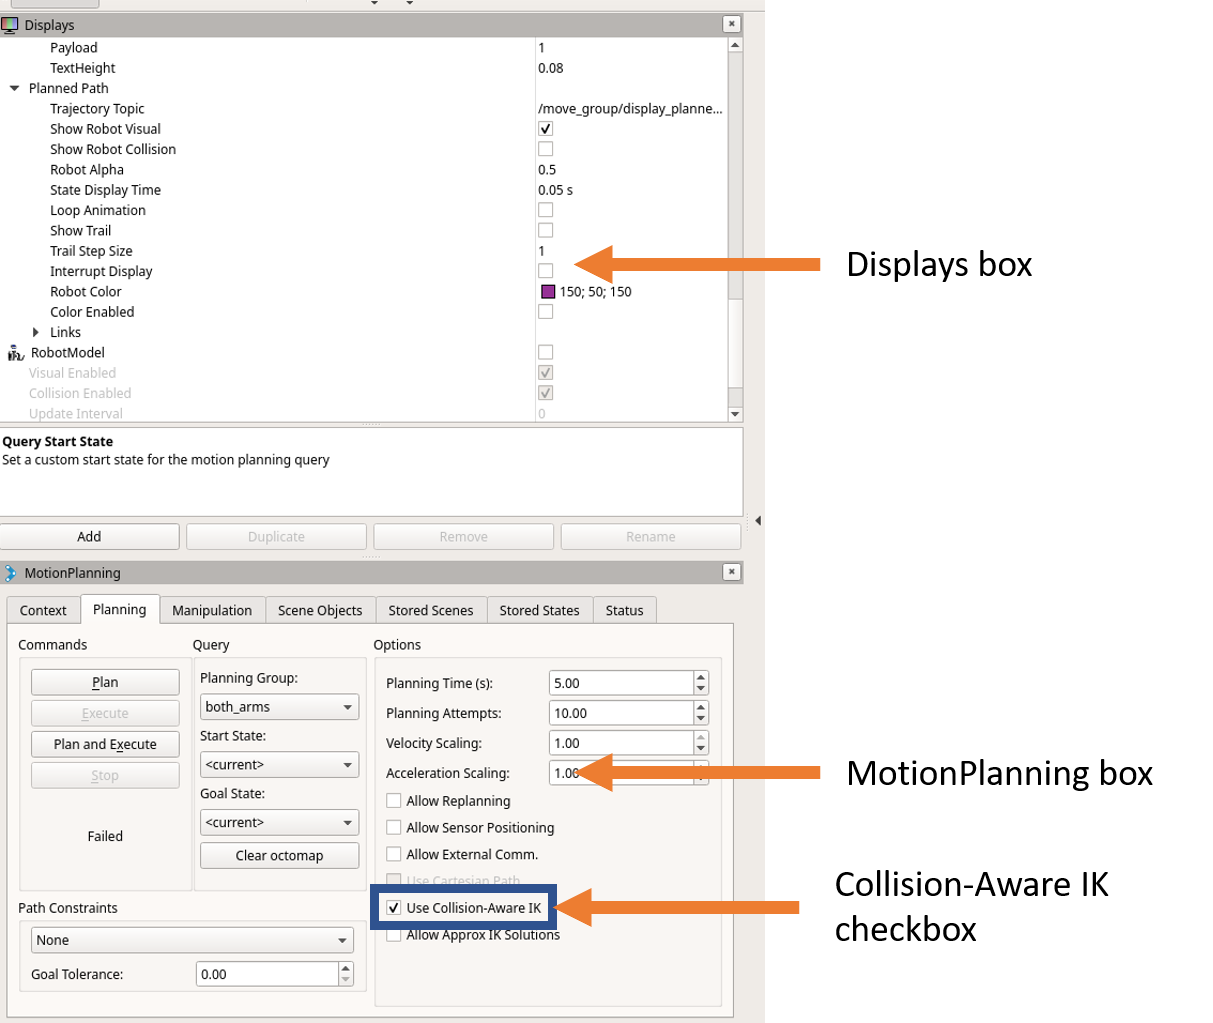 Displays
Payload 1
TextHeight 0.08
Planned Path
Trajectory Topic /move_group/display_planne...
Show Robot Visual
Show Robot Collision
Robot Alpha 0.5
State Display Time 0.05 s
Loop Animation
Show Trail
Trail Step Size 1
Interrupt Display
Robot Color 150; 50; 150
Color Enabled
Links
RobotModel
Visual Enabled
Collision Enabled
Update Interval 0
Displays box
Query Start State
Set a custom start state for the motion planning query
Add Duplicate Remove Rename
MotionPlanning
Context Planning Manipulation Scene Objects Stored Scenes Stored States Status
Commands
Plan
Execute
Plan and Execute
Stop
Failed
Query
Planning Group:
both_arms
Start State:
<current>
Goal State:
<current>
Clear octomap
Options
Planning Time (s): 5.00
Planning Attempts: 10.00
Velocity Scaling: 1.00
Acceleration Scaling: 1.00
Allow Replanning
Allow Sensor Positioning
Allow External Comm.
Use Cartesian Path
Use Collision-Aware IK
Allow Approx IK Solutions
Path Constraints
None
Goal Tolerance: 0.00
MotionPlanning box
Collision-Aware IK
checkbox